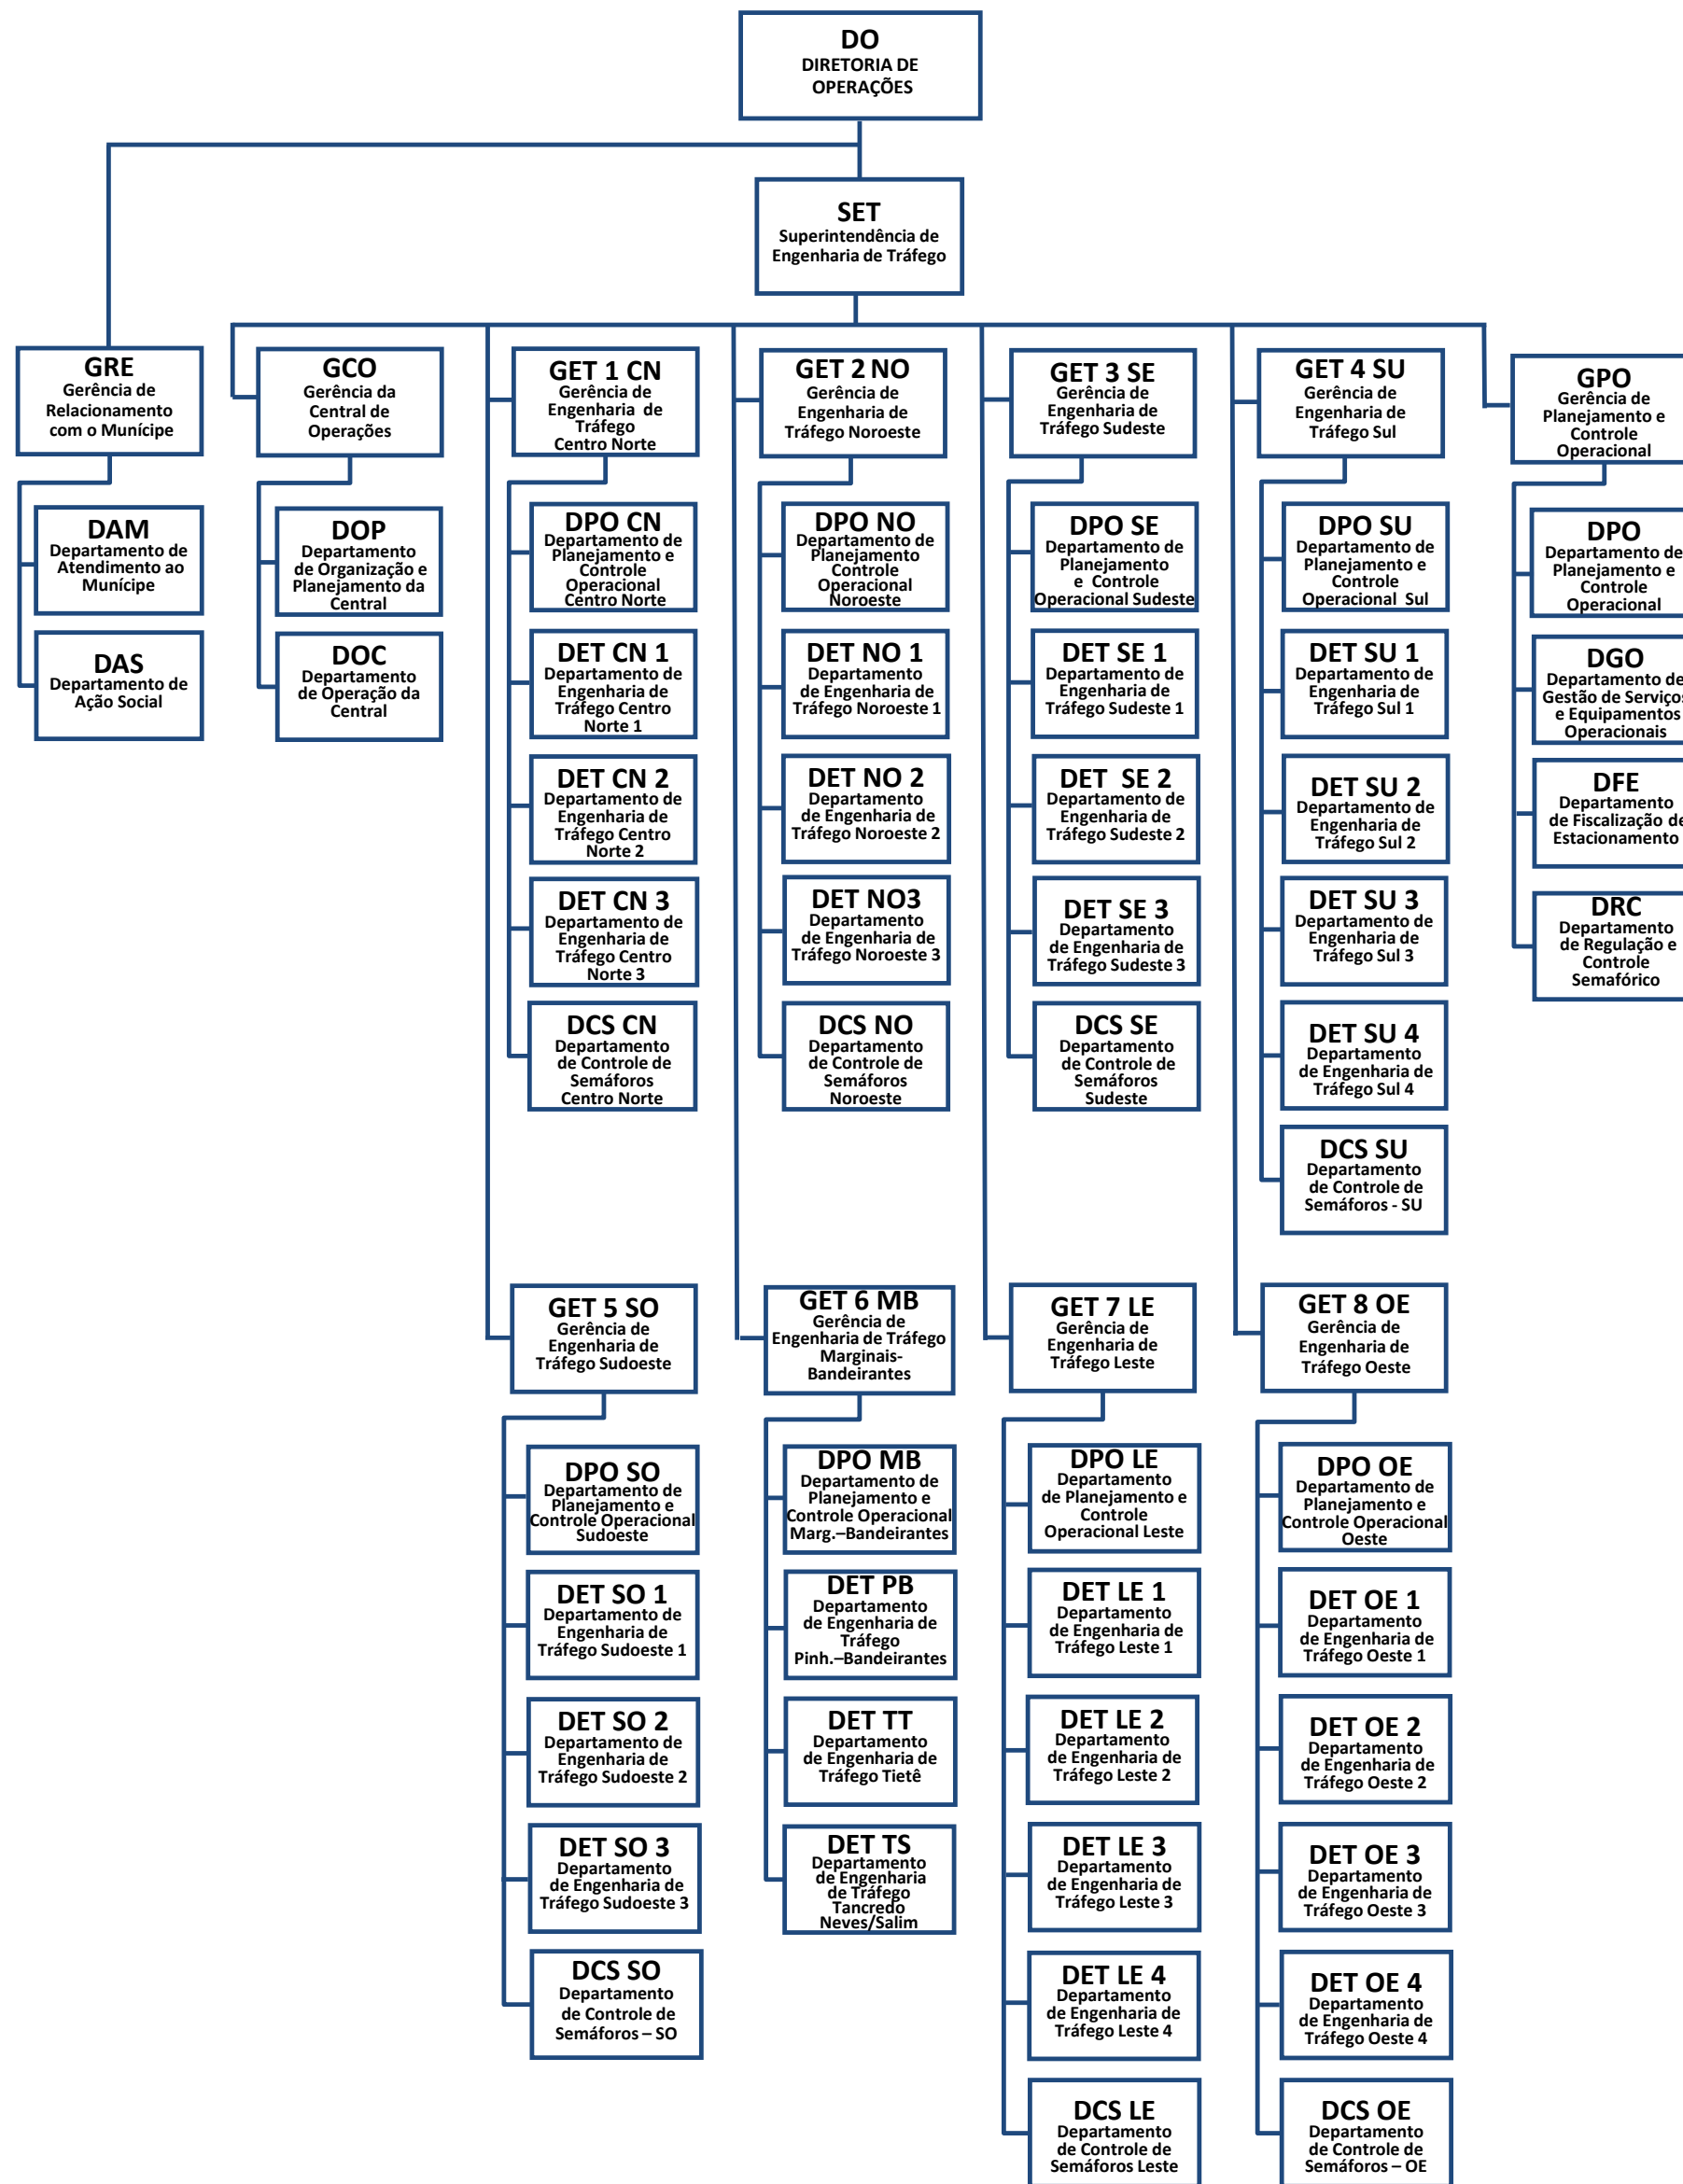 DO
DIRETORIA DE
OPERAÇÕES
SET
Superintendência de
Engenharia de Tráfego
GRE
Gerência de
Relacionamento
com o Munícipe
DAM
Departamento de
Atendimento ao
Munícipe
DAS
Departamento de
Ação Social
GCO
Gerência da
Central de
Operações
DOP
Departamento
de Organização e
Planejamento da
Central
DOC
Departamento
de Operação da
Central
GET 1 CN
Gerência de
Engenharia de
Tráfego
Centro Norte
DPO CN
Departamento de
Planejamento e
Controle
Operacional
Centro Norte
DET CN 1
Departamento de
Engenharia de
Tráfego Centro
Norte 1
DET CN 2
Departamento de
Engenharia de
Tráfego Centro
Norte 2
DET CN 3
Departamento de
Engenharia de
Tráfego Centro
Norte 3
DCS CN
Departamento
de Controle de
Semáforos
Centro Norte
GET 2 NO
Gerência de
Engenharia de
Tráfego Noroeste
DPO NO
Departamento de
Planejamento
Controle
Operacional
Noroeste
DET NO 1
Departamento
de Engenharia de
Tráfego Noroeste 1
DET NO 2
Departamento
de Engenharia de
Tráfego Noroeste 2
DET NO3
Departamento
de Engenharia de
Tráfego Noroeste 3
DCS NO
Departamento
de Controle de
Semáforos
Noroeste
GET 3 SE
Gerência de
Engenharia de
Tráfego Sudeste
DPO SE
Departamento de
Planejamento
e Controle
Operacional Sudeste
DET SE 1
Departamento de
Engenharia de
Tráfego Sudeste 1
DET SE 2
Departamento de
Engenharia de
Tráfego Sudeste 2
DET SE 3
Departamento
de Engenharia de
Tráfego Sudeste 3
DCS SE
Departamento
de Controle de
Semáforos
Sudeste
GET 4 SU
Gerência de
Engenharia de
Tráfego Sul
DPO SU
Departamento de
Planejamento e
Controle
Operacional Sul
DET SU 1
Departamento de
Engenharia de
Tráfego Sul 1
DET SU 2
Departamento de
Engenharia de
Tráfego Sul 2
DET SU 3
Departamento de
Engenharia de
Tráfego Sul 3
DET SU 4
Departamento
de Engenharia de
Tráfego Sul 4
DCS SU
Departamento
de Controle de
Semáforos - SU
GPO
Gerência de
Planejamento e
Controle
Operacional
DPO
Departamento de
Planejamento e
Controle
Operacional
DGO
Departamento de
Gestão de Serviços
e Equipamentos
Operacionais
DFE
Departamento
de Fiscalização de
Estacionamento
DRC
Departamento
de Regulação e
Controle
Semafórico
GET 5 SO
Gerência de
Engenharia de
Tráfego Sudoeste
DPO SO
Departamento de
Planejamento e
Controle Operacional
Sudoeste
DET SO 1
Departamento de
Engenharia de
Tráfego Sudoeste 1
DET SO 2
Departamento de
Engenharia de
Tráfego Sudoeste 2
DET SO 3
Departamento
de Engenharia de
Tráfego Sudoeste 3
DCS SO
Departamento
de Controle de
Semáforos – SO
GET 6 MB
Gerência de
Engenharia de Tráfego
Marginais-
Bandeirantes
DPO MB
Departamento de
Planejamento e
Controle Operacional
Marg.–Bandeirantes
DET PB
Departamento
de Engenharia de
Tráfego
Pinh.–Bandeirantes
DET TT
Departamento
de Engenharia de
Tráfego Tietê
DET TS
Departamento
de Engenharia
de Tráfego
Tancredo
Neves/Salim
GET 7 LE
Gerência de
Engenharia de
Tráfego Leste
DPO LE
Departamento
de Planejamento e
Controle
Operacional Leste
DET LE 1
Departamento
de Engenharia de
Tráfego Leste 1
DET LE 2
Departamento
de Engenharia de
Tráfego Leste 2
DET LE 3
Departamento
de Engenharia de
Tráfego Leste 3
DET LE 4
Departamento
de Engenharia de
Tráfego Leste 4
DCS LE
Departamento
de Controle de
Semáforos Leste
GET 8 OE
Gerência de
Engenharia de
Tráfego Oeste
DPO OE
Departamento de
Planejamento e
Controle Operacional
Oeste
DET OE 1
Departamento
de Engenharia de
Tráfego Oeste 1
DET OE 2
Departamento
de Engenharia de
Tráfego Oeste 2
DET OE 3
Departamento
de Engenharia de
Tráfego Oeste 3
DET OE 4
Departamento
de Engenharia de
Tráfego Oeste 4
DCS OE
Departamento
de Controle de
Semáforos – OE